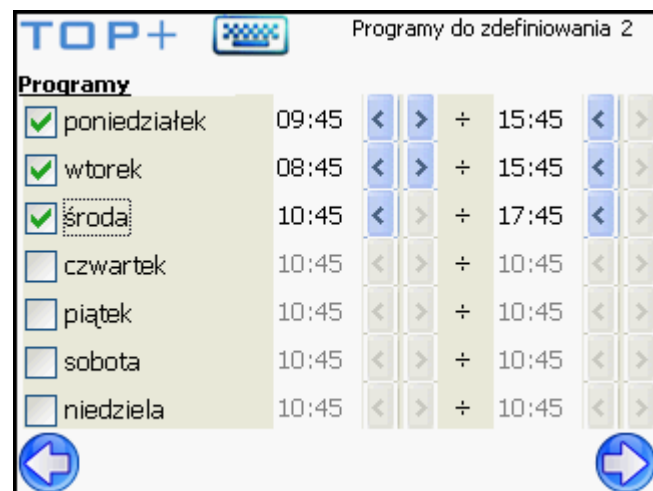 TOP+ Programy do zdefiniowania 2
Programy
poniedziałek 09:45 < > ÷ 15:45 < >
wtorek 08:45 < > ÷ 15:45 < >
środa 10:45 < > ÷ 17:45 < >
czwartek 10:45 < > ÷ 10:45 < >
piątek 10:45 < > ÷ 10:45 < >
sobota 10:45 < > ÷ 10:45 < >
niedziela 10:45 < > ÷ 10:45 < >